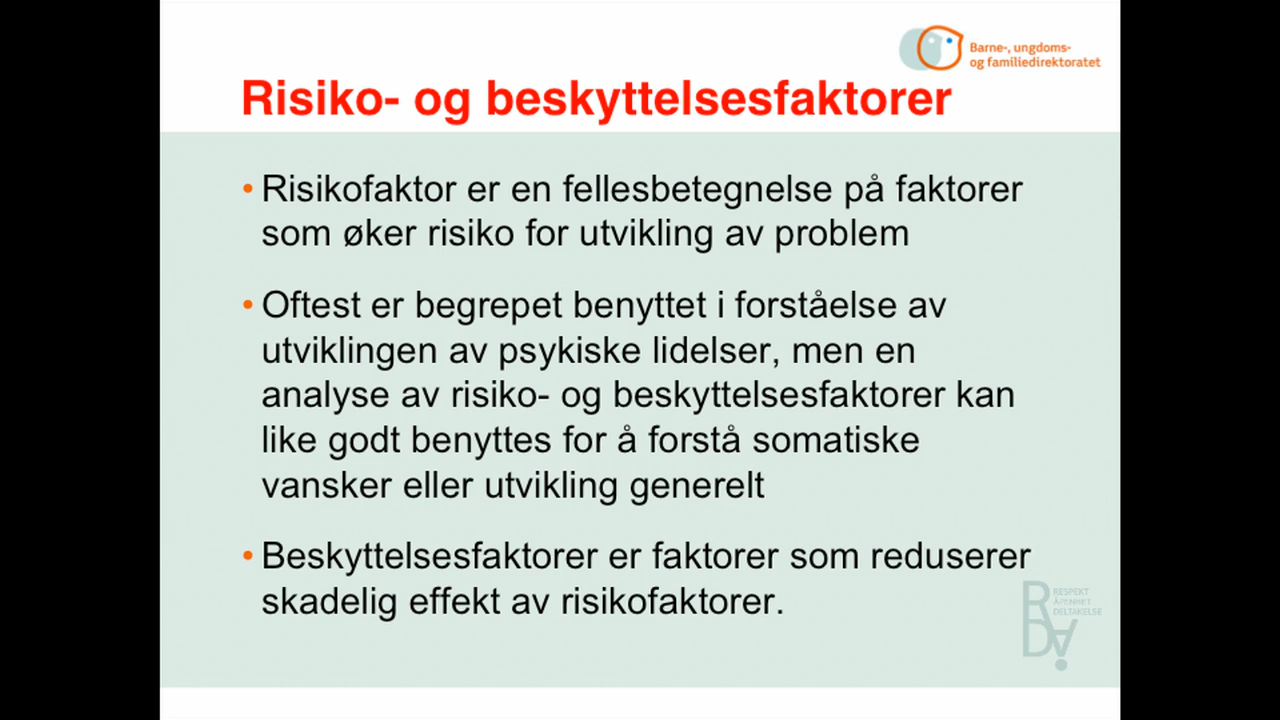 Barne-, ungdoms-
og familiedirektoratet
Risiko- og beskyttelsesfaktorer
• Risikofaktor er en fellesbetegnelse på faktorer
som øker risiko for utvikling av problem
• Oftest er begrepet benyttet i forståelse av
utviklingen av psykiske lidelser, men en
analyse av risiko- og beskyttelsesfaktorer kan
like godt benyttes for å forstå somatiske
vansker eller utvikling generelt
• Beskyttelsesfaktorer er faktorer som reduserer
skadelig effekt av risikofaktorer.
RESPEKT
ÅPENHET
DELTAKELSE
R
DÅ